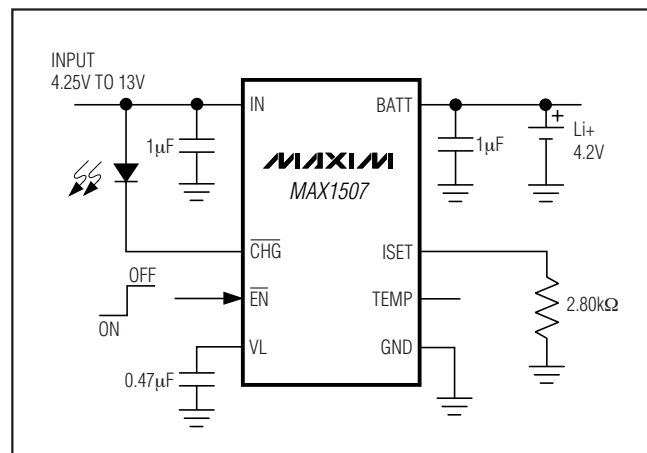 INPUT
4.25V TO 13V
IN
BATT
1µF
1µF
+
Li+
4.2V
MAXIM
MAX1507
CHG
ISET
OFF
ON
EN
TEMP
2.80kΩ
VL
GND
0.47µF